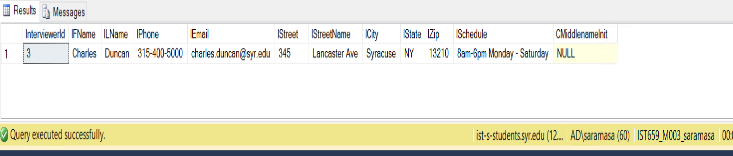 Results Messages
InterviewerId IFName ILName IPhone IEmail IStreet IStreetName ICity IState IZip ISchedule CMiddlenameInit
1 3 Charles Duncan 315-400-5000 charles.duncan@syr.edu 345 Lancaster Ave Syracuse NY 13210 8am-6pm Monday - Saturday NULL
Query executed successfully. ist-s-students.syr.edu (12... AD\saramasa (60) IST659_M003_saramasa 00: